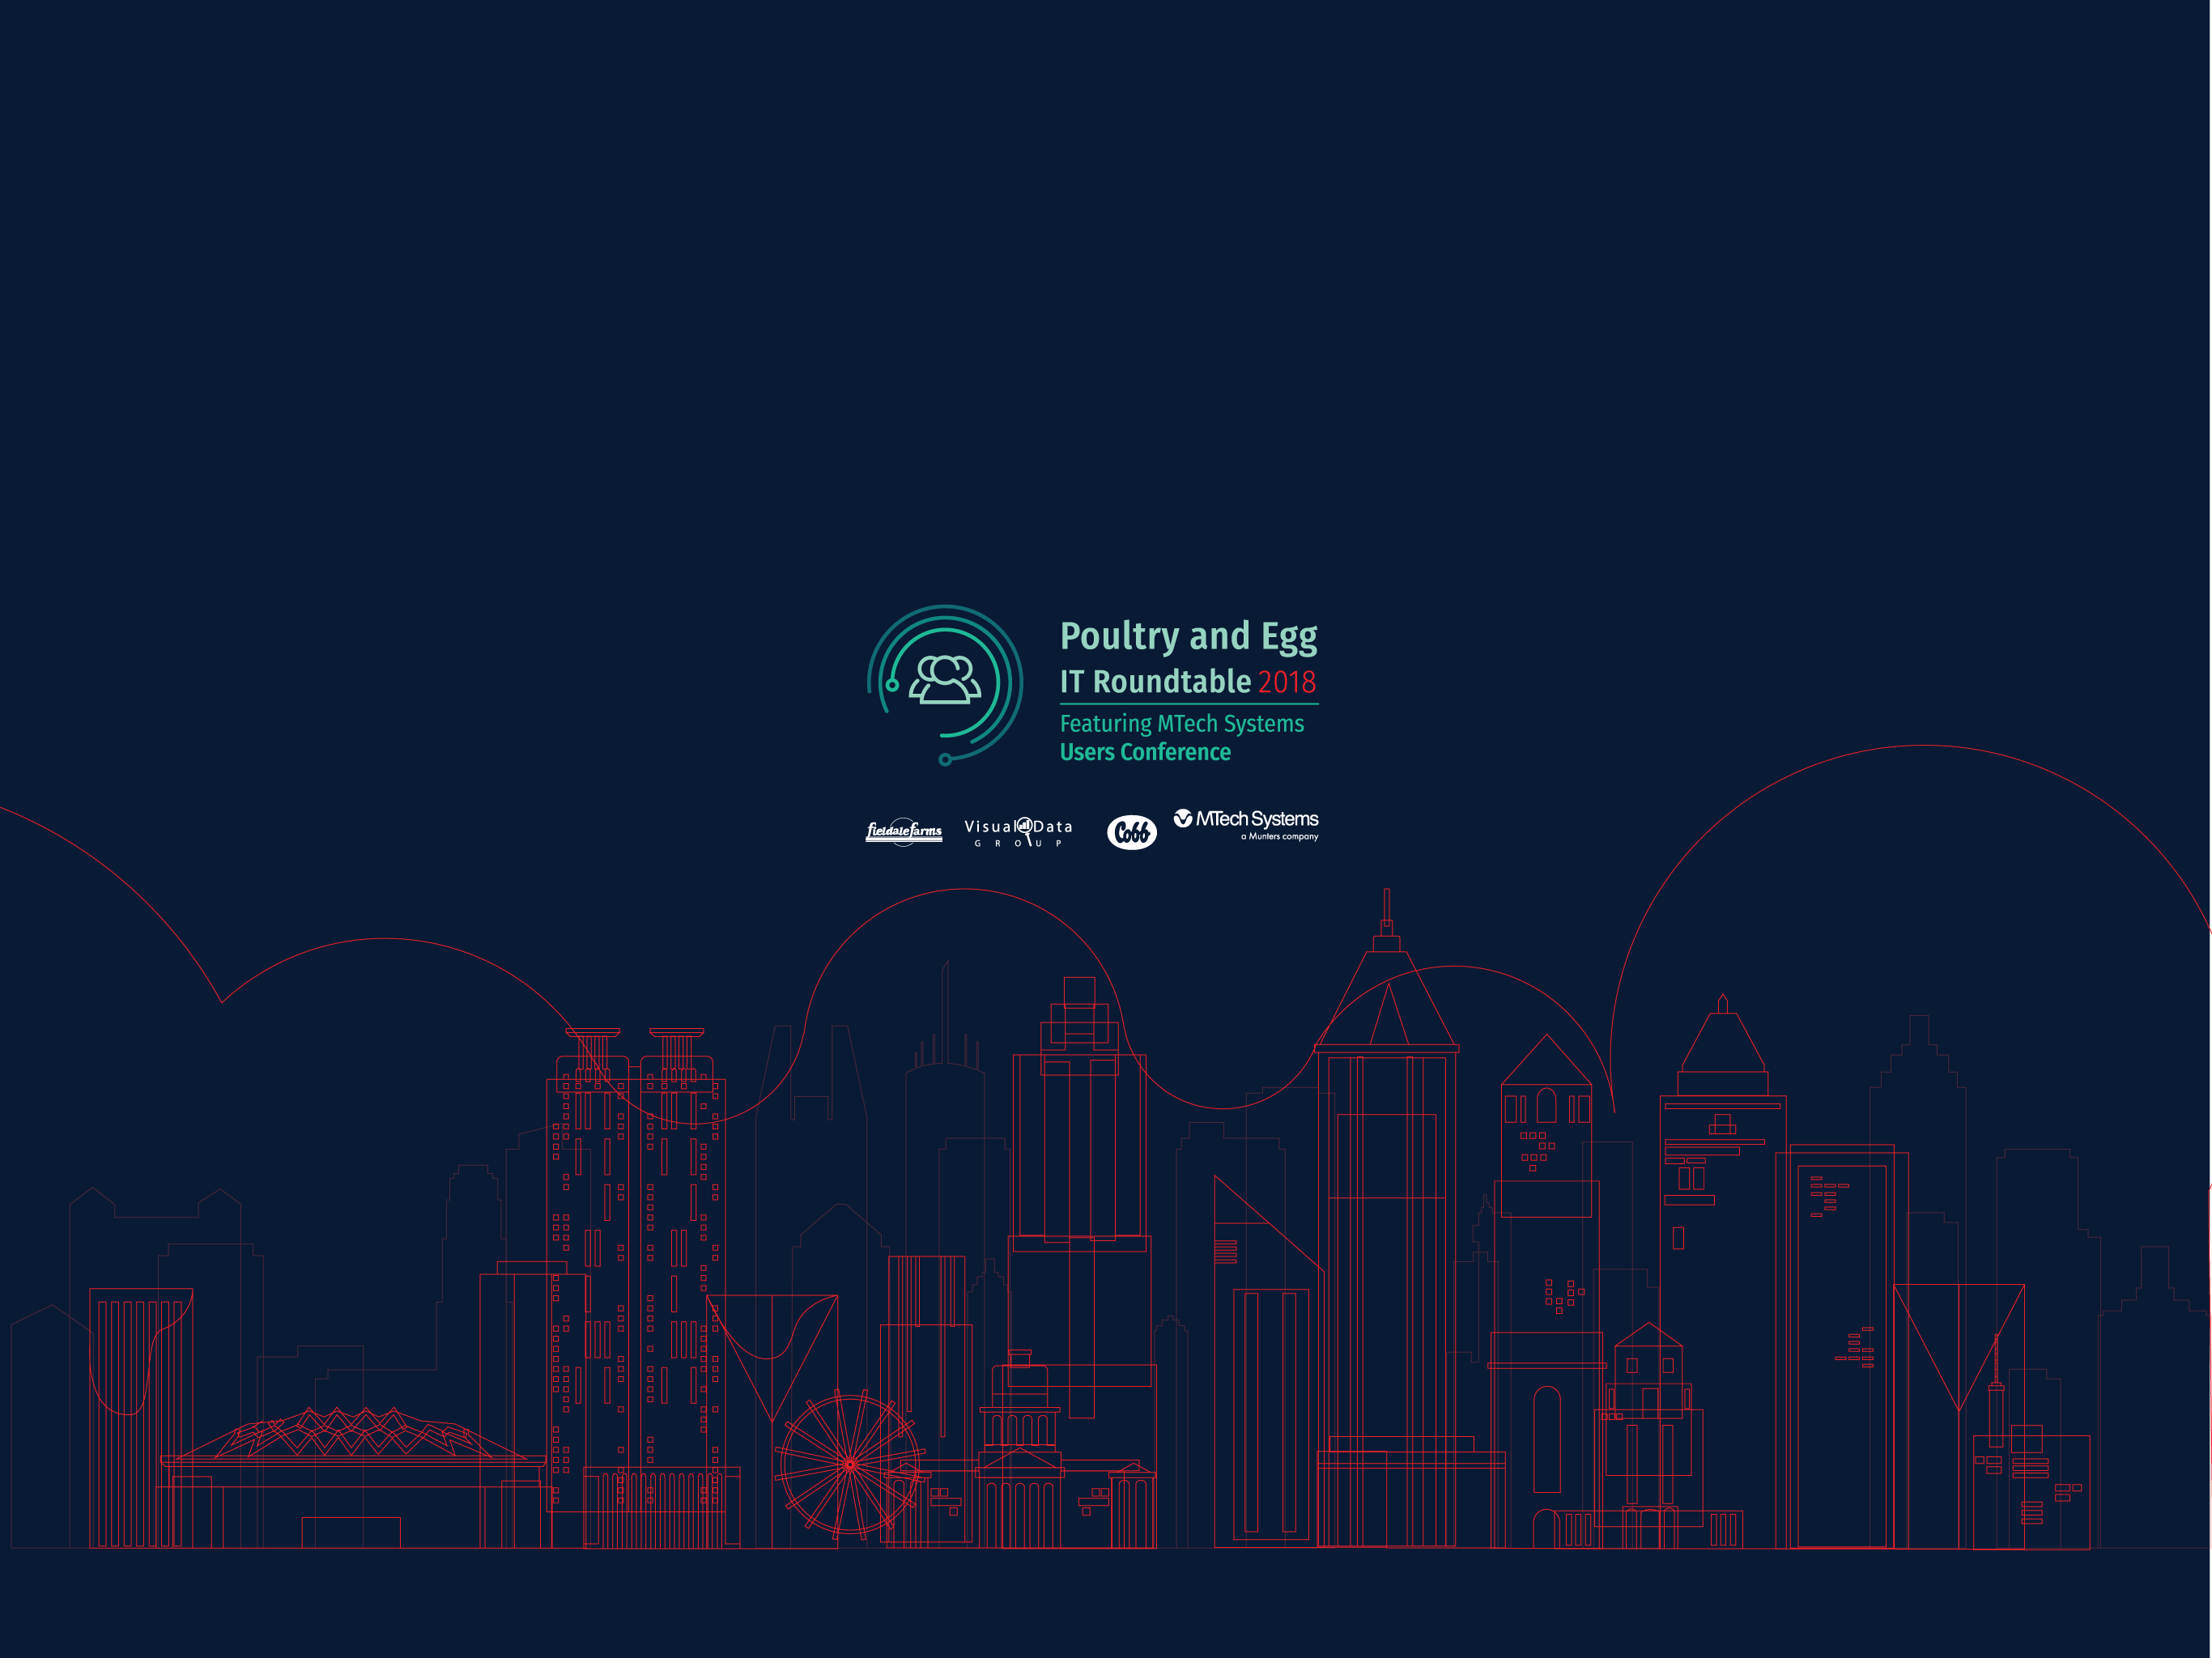 Poultry and Egg
IT Roundtable 2018
Featuring MTech Systems
Users Conference
fieldale farms
Visual Data
GROUP
Cobb
MTech Systems
a Munters company